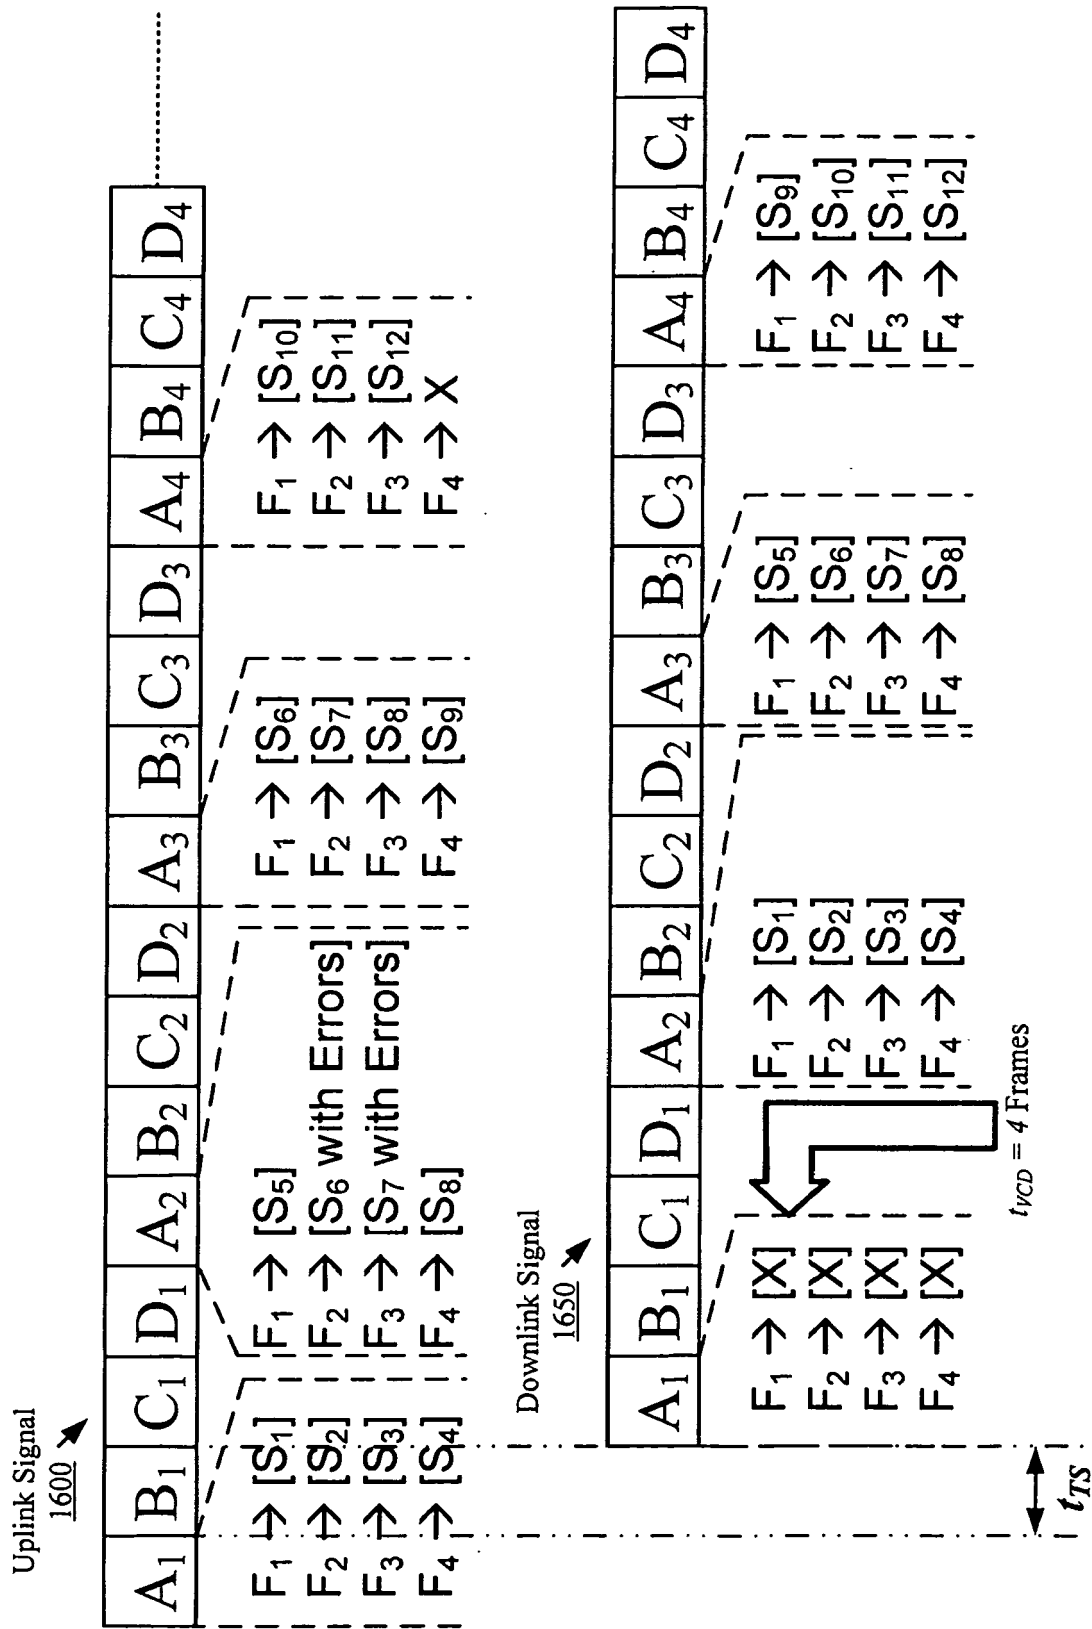 Uplink Signal
1600
A1 B1 C1 D1 A2 B2 C2 D2 A3 B3 C3 D3 A4 B4 C4 D4
F1 → [S1]
F2 → [S2]
F3 → [S3]
F4 → [S4]
F1 → [S5]
F2 → [S6 with Errors]
F3 → [S7 with Errors]
F4 → [S8]
F1 → [S6]
F2 → [S7]
F3 → [S8]
F4 → [S9]
F1 → [S10]
F2 → [S11]
F3 → [S12]
F4 → X
Downlink Signal
1650
A1 B1 C1 D1 A2 B2 C2 D2 A3 B3 C3 D3 A4 B4 C4 D4
F1 → [X]
F2 → [X]
F3 → [X]
F4 → [X]
tVCD = 4 Frames
F1 → [S1]
F2 → [S2]
F3 → [S3]
F4 → [S4]
F1 → [S5]
F2 → [S6]
F3 → [S7]
F4 → [S8]
F1 → [S9]
F2 → [S10]
F3 → [S11]
F4 → [S12]
tTS